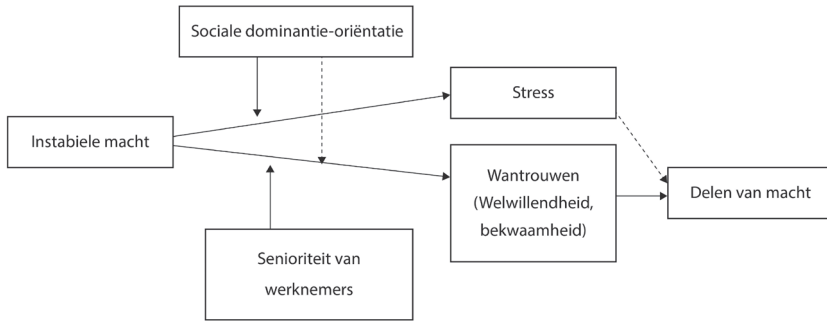 Sociale dominantie-oriëntatie
Stress
Instabiele macht
Wantrouwen
(Welwillendheid,
bekwaamheid)
Delen van macht
Senioriteit van
werknemers